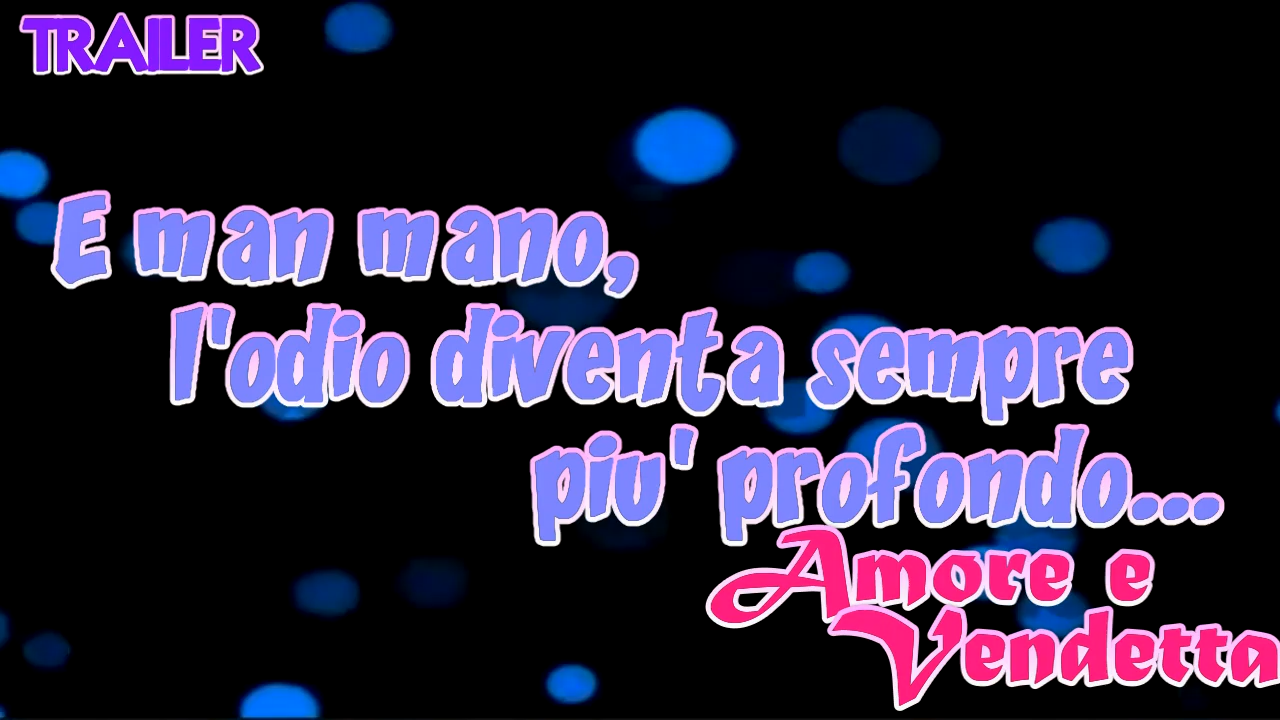 TRAILER
E man mano,
l'odio diventa sempre
piu' profondo...
Amore e
Vendetta